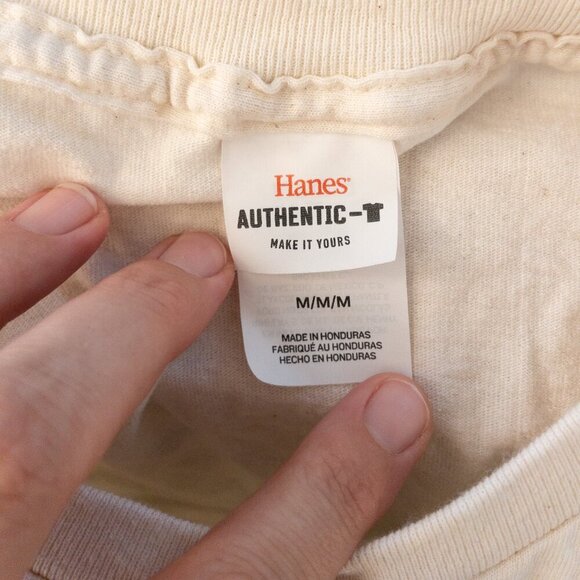 Hanes
AUTHENTIC-
MAKE IT YOURS
M/M/M
MADE IN HONDURAS
FABRIQUÉ AU HONDURAS
HECHO EN HONDURAS